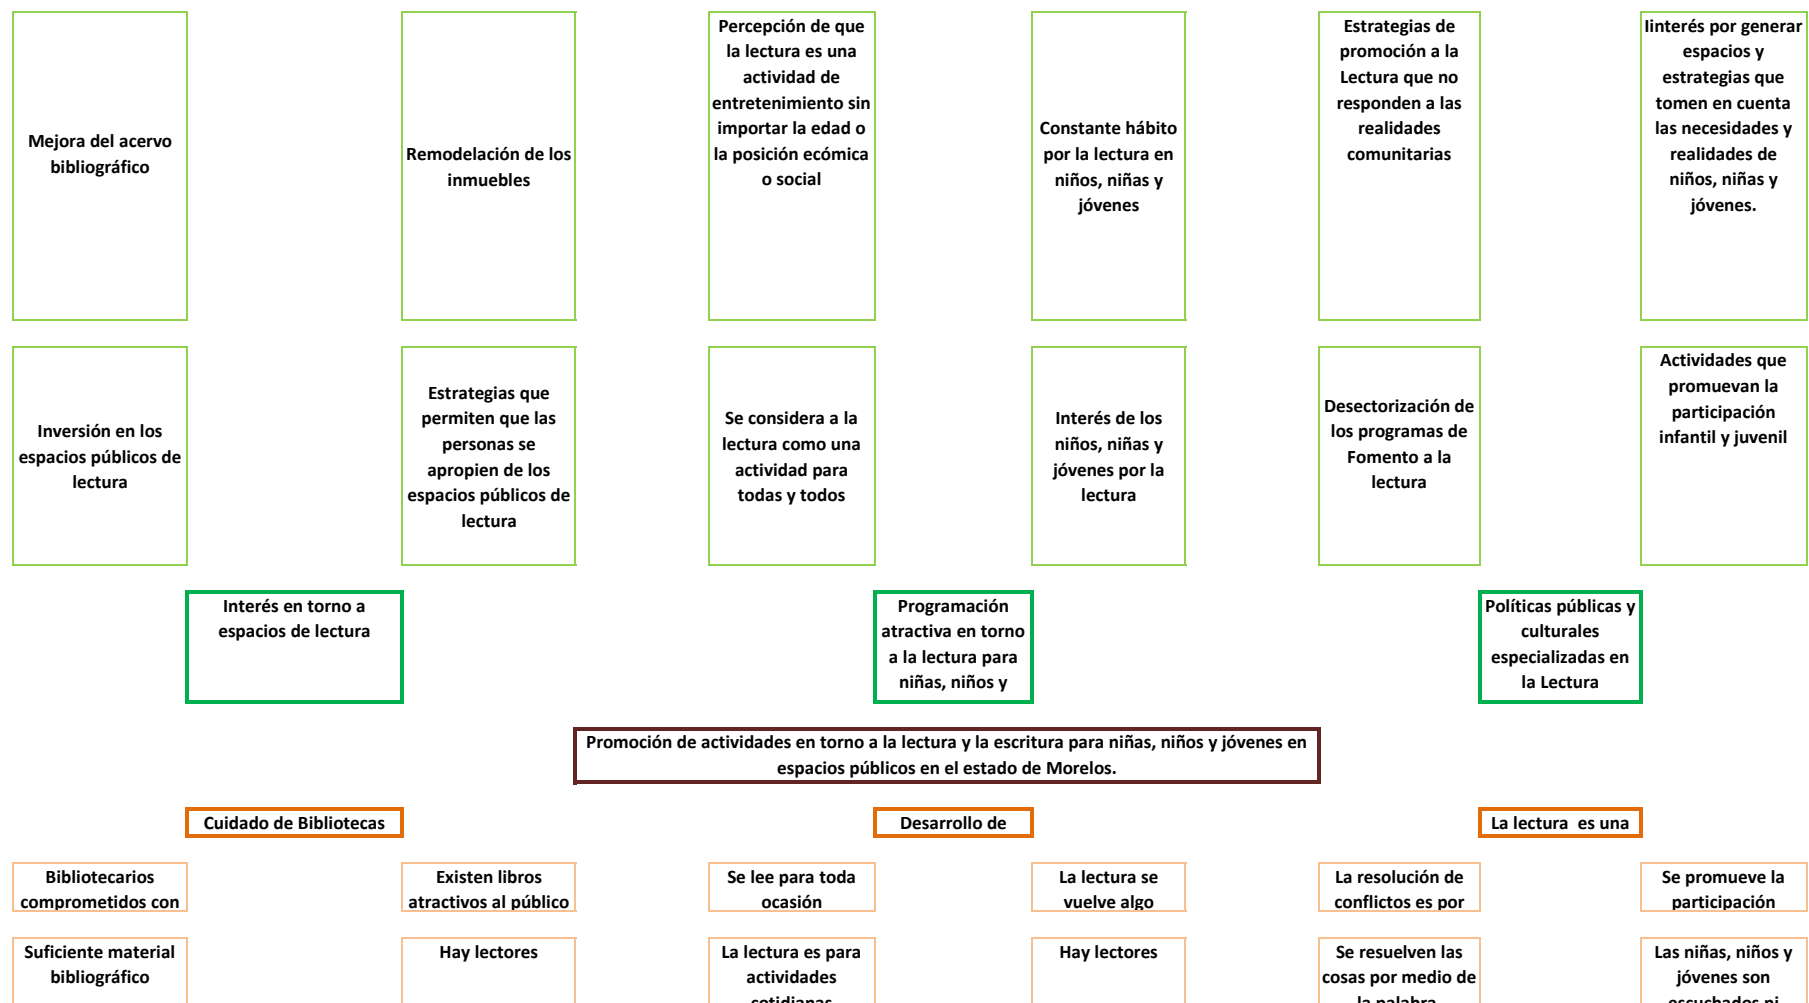 Mejora del acervo
bibliográfico
Remodelación de los
inmuebles
Percepción de que
la lectura es una
actividad de
entretenimiento sin
importar la edad o
la posición ecómica
o social
Constante hábito
por la lectura en
niños, niñas y
jóvenes
Estrategias de
promoción a la
Lectura que no
responden a las
realidades
comunitarias
Iinterés por generar
espacios y
estrategias que
tomen en cuenta
las necesidades y
realidades de
niños, niñas y
jóvenes.
Inversión en los
espacios públicos de
lectura
Estrategias que
permiten que las
personas se
apropien de los
espacios públicos de
lectura
Se considera a la
lectura como una
actividad para
todas y todos
Interés de los
niños, niñas y
jóvenes por la
lectura
Desectorización de
los programas de
Fomento a la
lectura
Actividades que
promuevan la
participación
infantil y juvenil
Interés en torno a
espacios de lectura
Programación
atractiva en torno
a la lectura para
niñas, niños y
Políticas públicas y
culturales
especializadas en
la Lectura
Promoción de actividades en torno a la lectura y la escritura para niñas, niños y jóvenes en
espacios públicos en el estado de Morelos.
Cuidado de Bibliotecas
Desarrollo de
La lectura es una
Bibliotecarios
comprometidos con
Existen libros
atractivos al público
Se lee para toda
ocasión
La lectura se
vuelve algo
La resolución de
conflictos es por
Se promueve la
participación
Suficiente material
bibliográfico
Hay lectores
La lectura es para
actividades
cotidianas
Hay lectores
Se resuelven las
cosas por medio de
la palabra
Las niñas, niños y
jóvenes son
escuchados ni